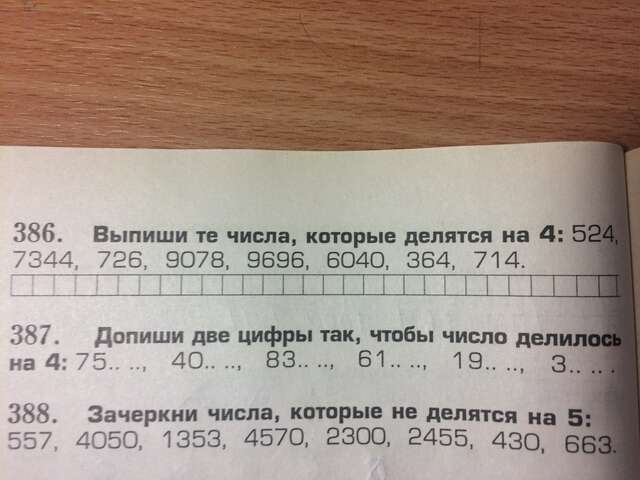 386. Выпиши те числа, которые делятся на 4: 524,
7344, 726, 9078, 9696, 6040, 364, 714.
387. Допиши две цифры так, чтобы число делилось
на 4: 75.. .., 40.. .., 83.. .., 61.. .., 19.. .., 3.. .. .
388. Зачеркни числа, которые не делятся на 5:
557, 4050, 1353, 4570, 2300, 2455, 430, 663.